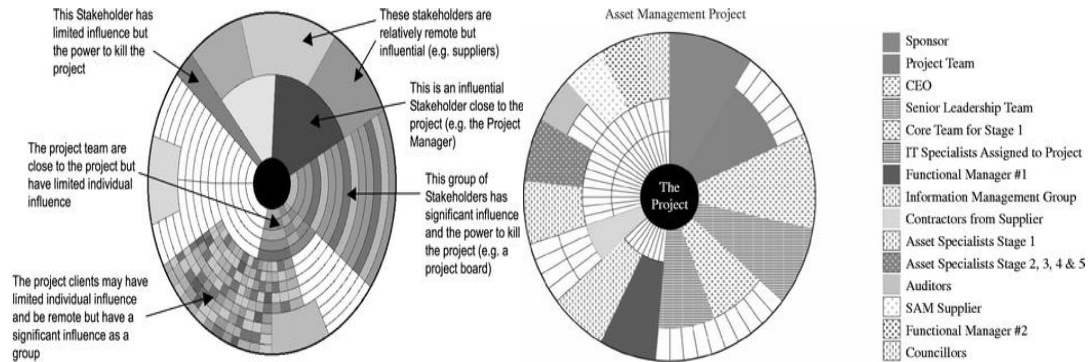 This Stakeholder has
limited influence but
the power to kill the
project
These stakeholders are
relatively remote but
influential (e.g. suppliers)
This is an influential
Stakeholder close to the
project (e.g. the Project
Manager)
The project team are
close to the project but
have limited individual
influence
This group of
Stakeholders has
significant influence
and the power to kill
the project (e.g. a
project board)
The project clients may have
limited individual influence
and be remote but have a
significant influence as a
group
Asset Management Project
The
Project
Sponsor
Project Team
CEO
Senior Leadership Team
Core Team for Stage 1
IT Specialists Assigned to Project
Functional Manager #1
Information Management Group
Contractors from Supplier
Asset Specialists Stage 1
Asset Specialists Stage 2, 3, 4 & 5
Auditors
SAM Supplier
Functional Manager #2
Councillors